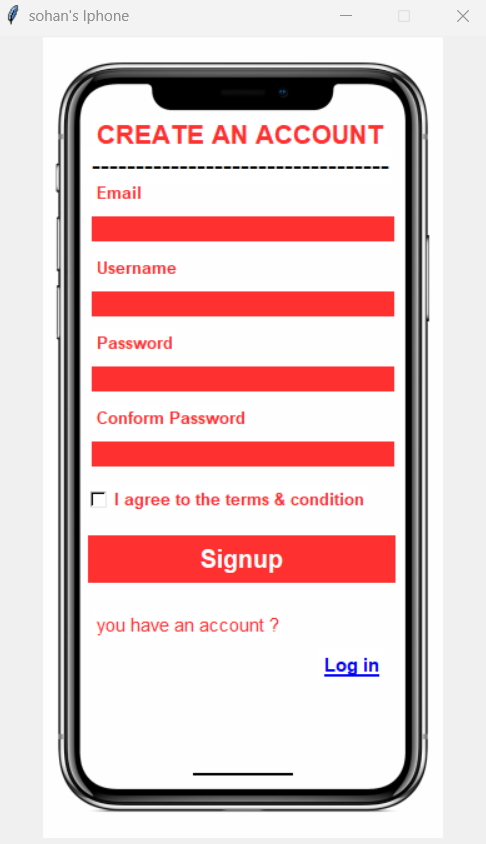 sohan's Iphone
CREATE AN ACCOUNT
----------------------------------
Email
Username
Password
Conform Password
I agree to the terms & condition
Signup
you have an account ?
Log in